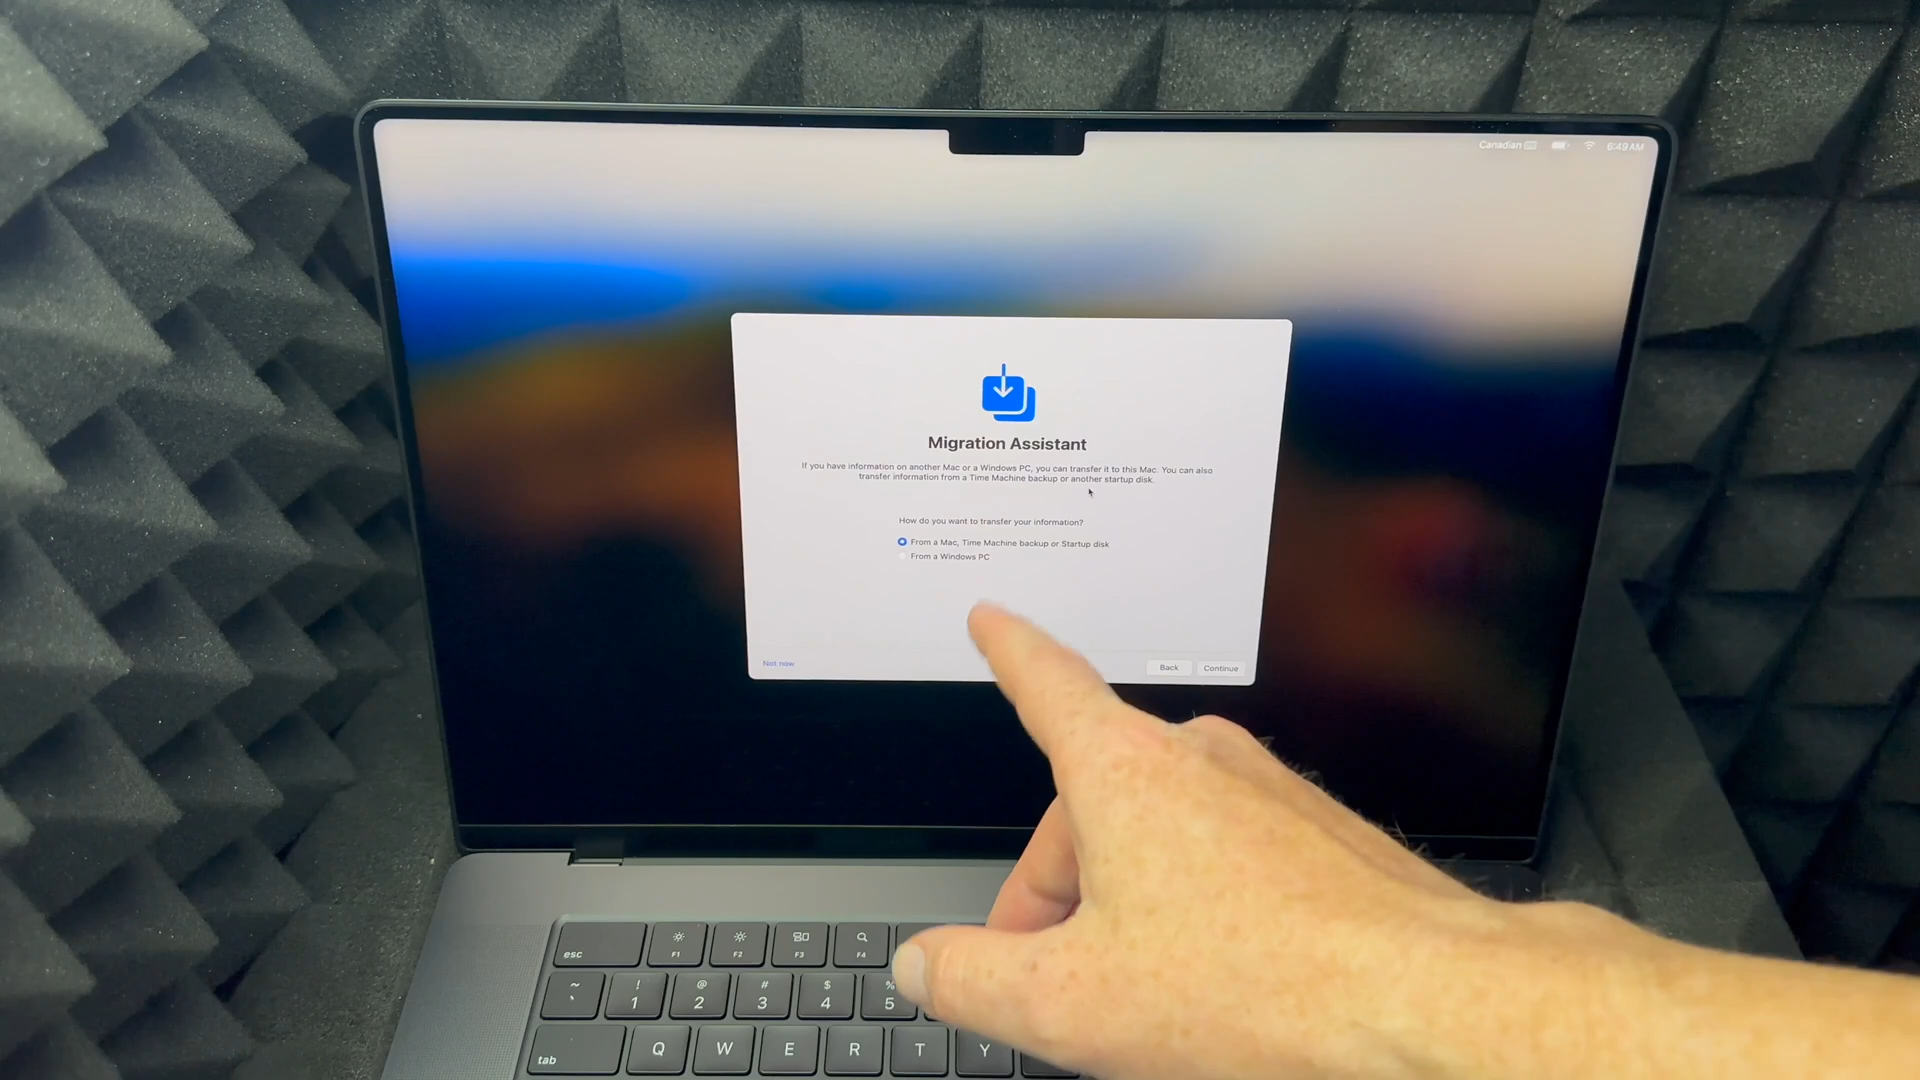 Canadian
6:49 AM
Migration Assistant
If you have information on another Mac or a Windows PC, you can transfer it to this Mac. You can also
transfer information from a Time Machine backup or another startup disk.
How do you want to transfer your information?
From a Mac, Time Machine backup or Startup disk
From a Windows PC
Not now
Back
Continue
esc
F1
F2
F3
F4
~ ! @ # $ %
` 1 2 3 4 5
tab Q W E R T Y